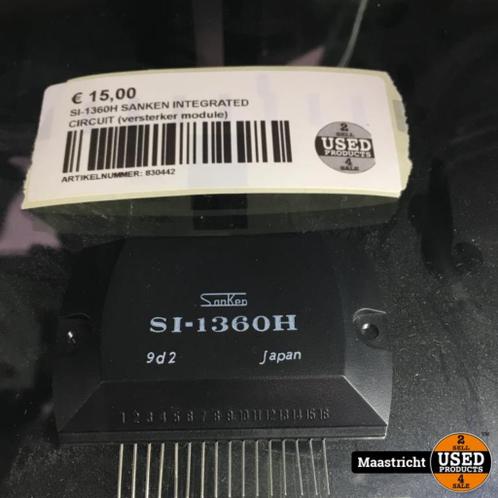 € 15,00
SI-1360H SANKEN INTEGRATED
CIRCUIT (versterker module)
ARTIKELNUMMER: 830442
2
SELL
USED
PRODUCTS
4
SALE
SanKen
SI-1360H
9d2 Japan
1 2 3 4 5 6 7 8 9 10 11 12 13 14 15 16
Maastricht
2
SELL
USED
PRODUCTS
4
SALE
TM